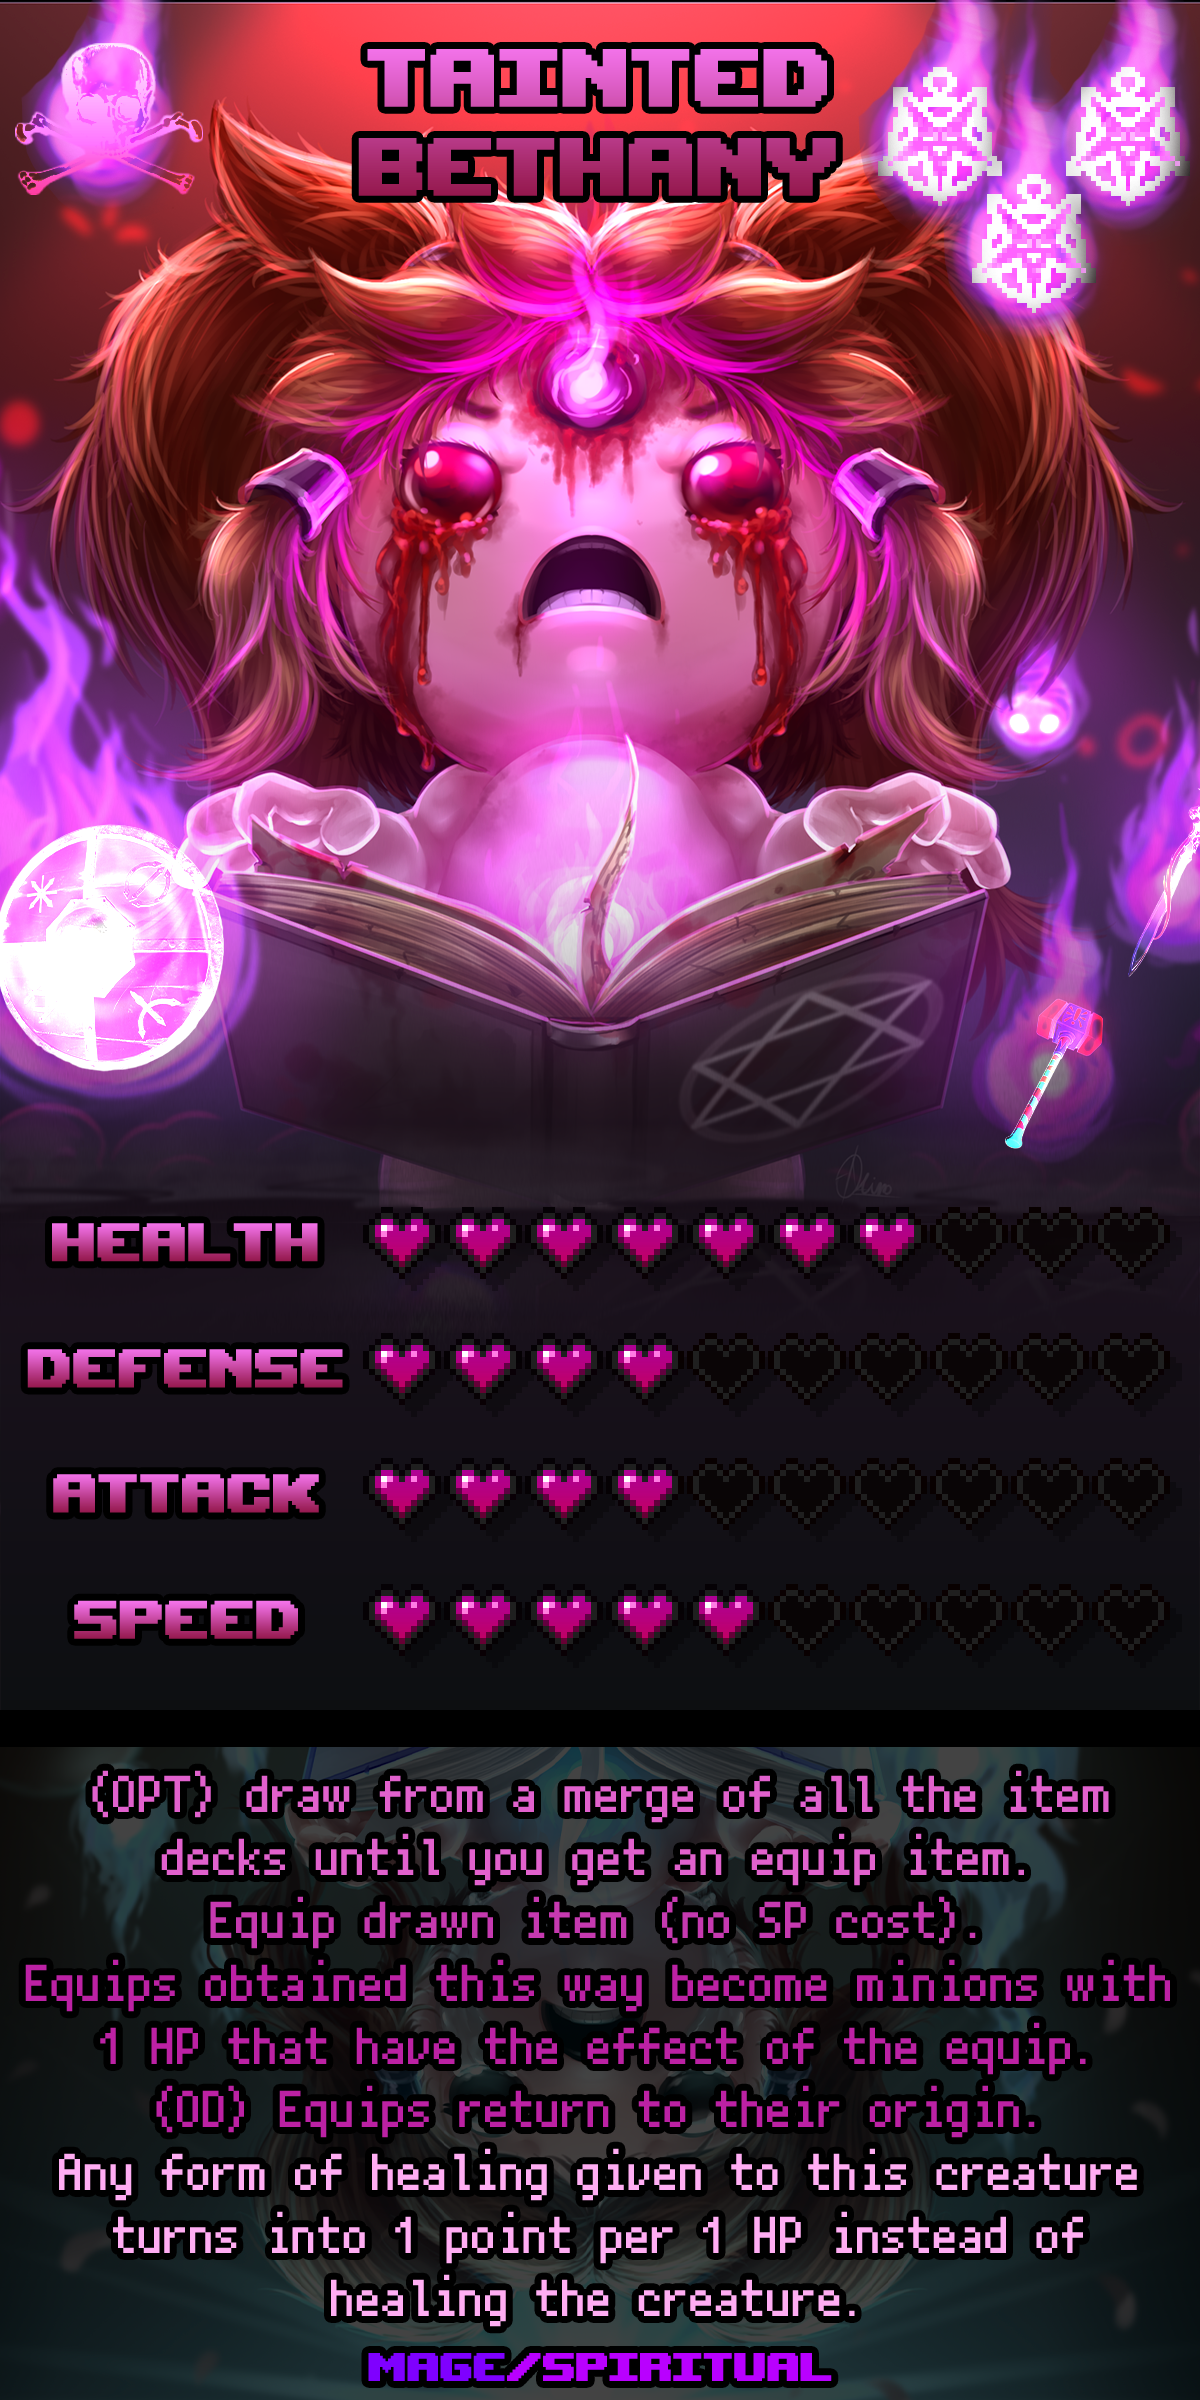 TAINTED
BETHANY
HEALTH
DEFENSE
ATTACK
SPEED
(OPT) draw from a merge of all the item
decks until you get an equip item.
Equip drawn item (no SP cost).
Equips obtained this way become minions with
1 HP that have the effect of the equip.
(OD) Equips return to their origin.
Any form of healing given to this creature
turns into 1 point per 1 HP instead of
healing the creature.
MAGE/SPIRITUAL